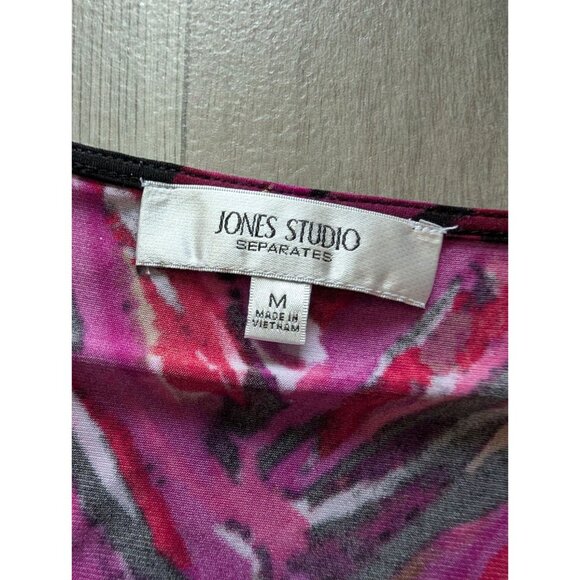 JONES STUDIO
SEPARATES
M
MADE IN
VIETNAM